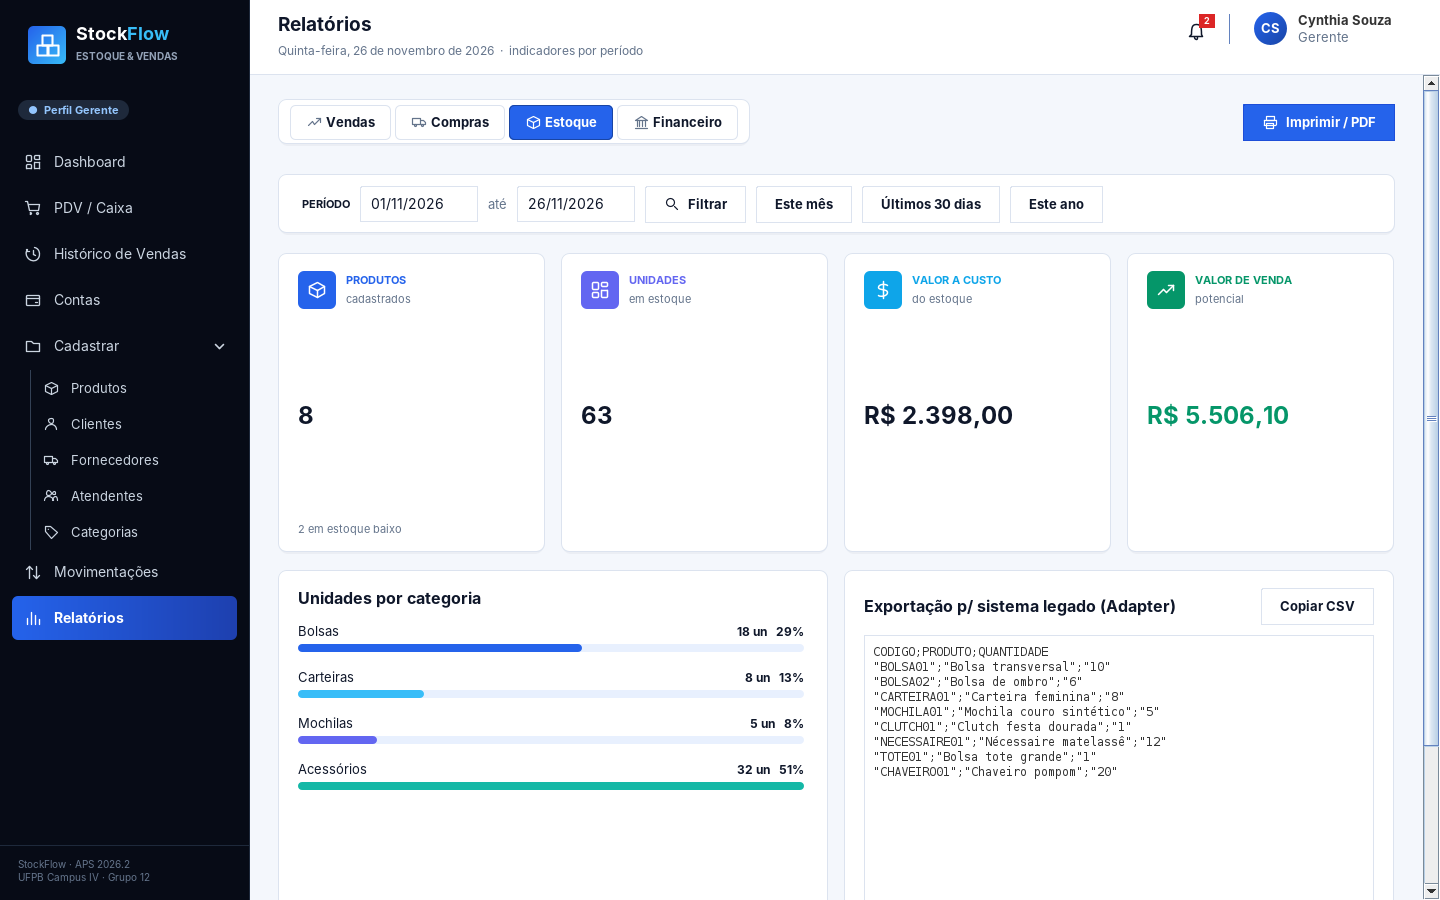 StockFlow
ESTOQUE & VENDAS
Perfil Gerente
Dashboard
PDV / Caixa
Histórico de Vendas
Contas
Cadastrar
Produtos
Clientes
Fornecedores
Atendentes
Categorias
Movimentações
Relatórios
StockFlow · APS 2026.2
UFPB Campus IV · Grupo 12
Relatórios
Quinta-feira, 26 de novembro de 2026 · indicadores por período
2
CS
Cynthia Souza
Gerente
Vendas
Compras
Estoque
Financeiro
Imprimir / PDF
PERÍODO 01/11/2026 até 26/11/2026 Filtrar Este mês Últimos 30 dias Este ano
PRODUTOS
cadastrados
8
2 em estoque baixo
UNIDADES
em estoque
63
VALOR A CUSTO
do estoque
R$ 2.398,00
VALOR DE VENDA
potencial
R$ 5.506,10
Unidades por categoria
Bolsas 18 un 29%
Carteiras 8 un 13%
Mochilas 5 un 8%
Acessórios 32 un 51%
Exportação p/ sistema legado (Adapter)
Copiar CSV
CODIGO;PRODUTO;QUANTIDADE
"BOLSA01";"Bolsa transversal";"10"
"BOLSA02";"Bolsa de ombro";"6"
"CARTEIRA01";"Carteira feminina";"8"
"MOCHILA01";"Mochila couro sintético";"5"
"CLUTCH01";"Clutch festa dourada";"1"
"NECESSAIRE01";"Nécessaire matelassê";"12"
"TOTE01";"Bolsa tote grande";"1"
"CHAVEIRO01";"Chaveiro pompom";"20"